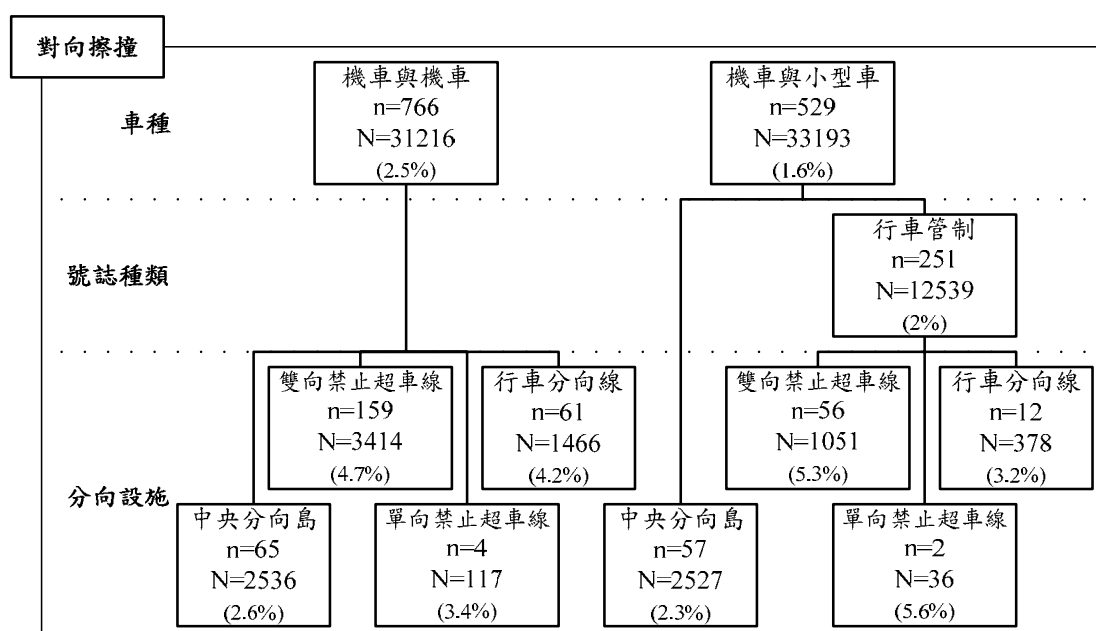 對向擦撞
車種
機車與機車
n=766
N=31216
(2.5%)
機車與小型車
n=529
N=33193
(1.6%)
號誌種類
行車管制
n=251
N=12539
(2%)
分向設施
雙向禁止超車線
n=159
N=3414
(4.7%)
行車分向線
n=61
N=1466
(4.2%)
雙向禁止超車線
n=56
N=1051
(5.3%)
行車分向線
n=12
N=378
(3.2%)
中央分向島
n=65
N=2536
(2.6%)
單向禁止超車線
n=4
N=117
(3.4%)
中央分向島
n=57
N=2527
(2.3%)
單向禁止超車線
n=2
N=36
(5.6%)